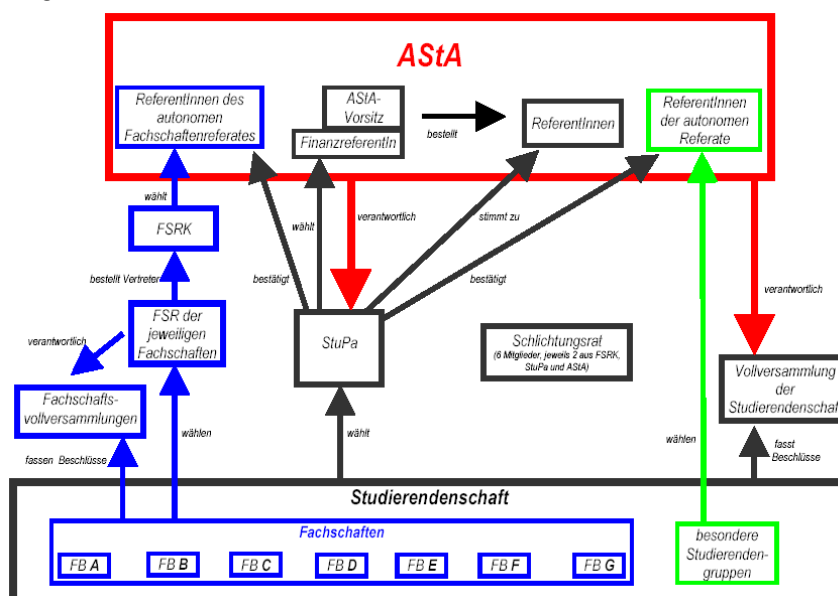 AStA
ReferentInnen des
autonomen
Fachschaftenreferates
AStA-
Vorsitz
FinanzreferentIn
bestellt
ReferentInnen
ReferentInnen
der autonomen
Referate
wählt
FSRK
wählt
verantwortlich
stimmt zu
bestellt Vertreter
bestätigt
bestätigt
verantwortlich
FSR der
jeweiligen
Fachschaften
verantwortlich
StuPa
Schlichtungsrat
(6 Mitglieder, jeweils 2 aus FSRK,
StuPa und AStA)
Vollversammlung
der
Studierendenschaft
Fachschafts-
vollversammlungen
wählen
wählt
wählen
fassen Beschlüsse
fasst
Beschlüsse
Studierendenschaft
Fachschaften
FB A
FB B
FB C
FB D
FB E
FB F
FB G
besondere
Studierenden-
gruppen